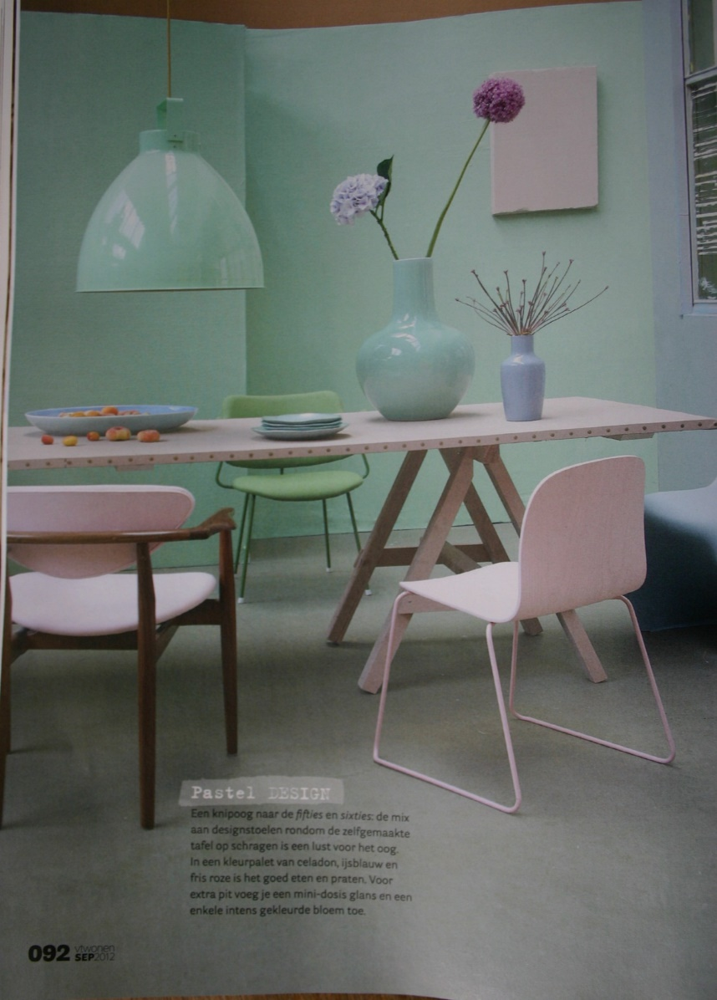 Pastel DESIGN
Een knipoog naar de fifties en sixties: de mix
aan designstoelen rondom de zelfgemaakte
tafel op schragen is een lust voor het oog.
In een kleurpalet van celadon, ijsblauw en
fris roze is het goed eten en praten. Voor
extra pit voeg je een mini-dosis glans en een
enkele intens gekleurde bloem toe.
092 vtwonen
SEP2012